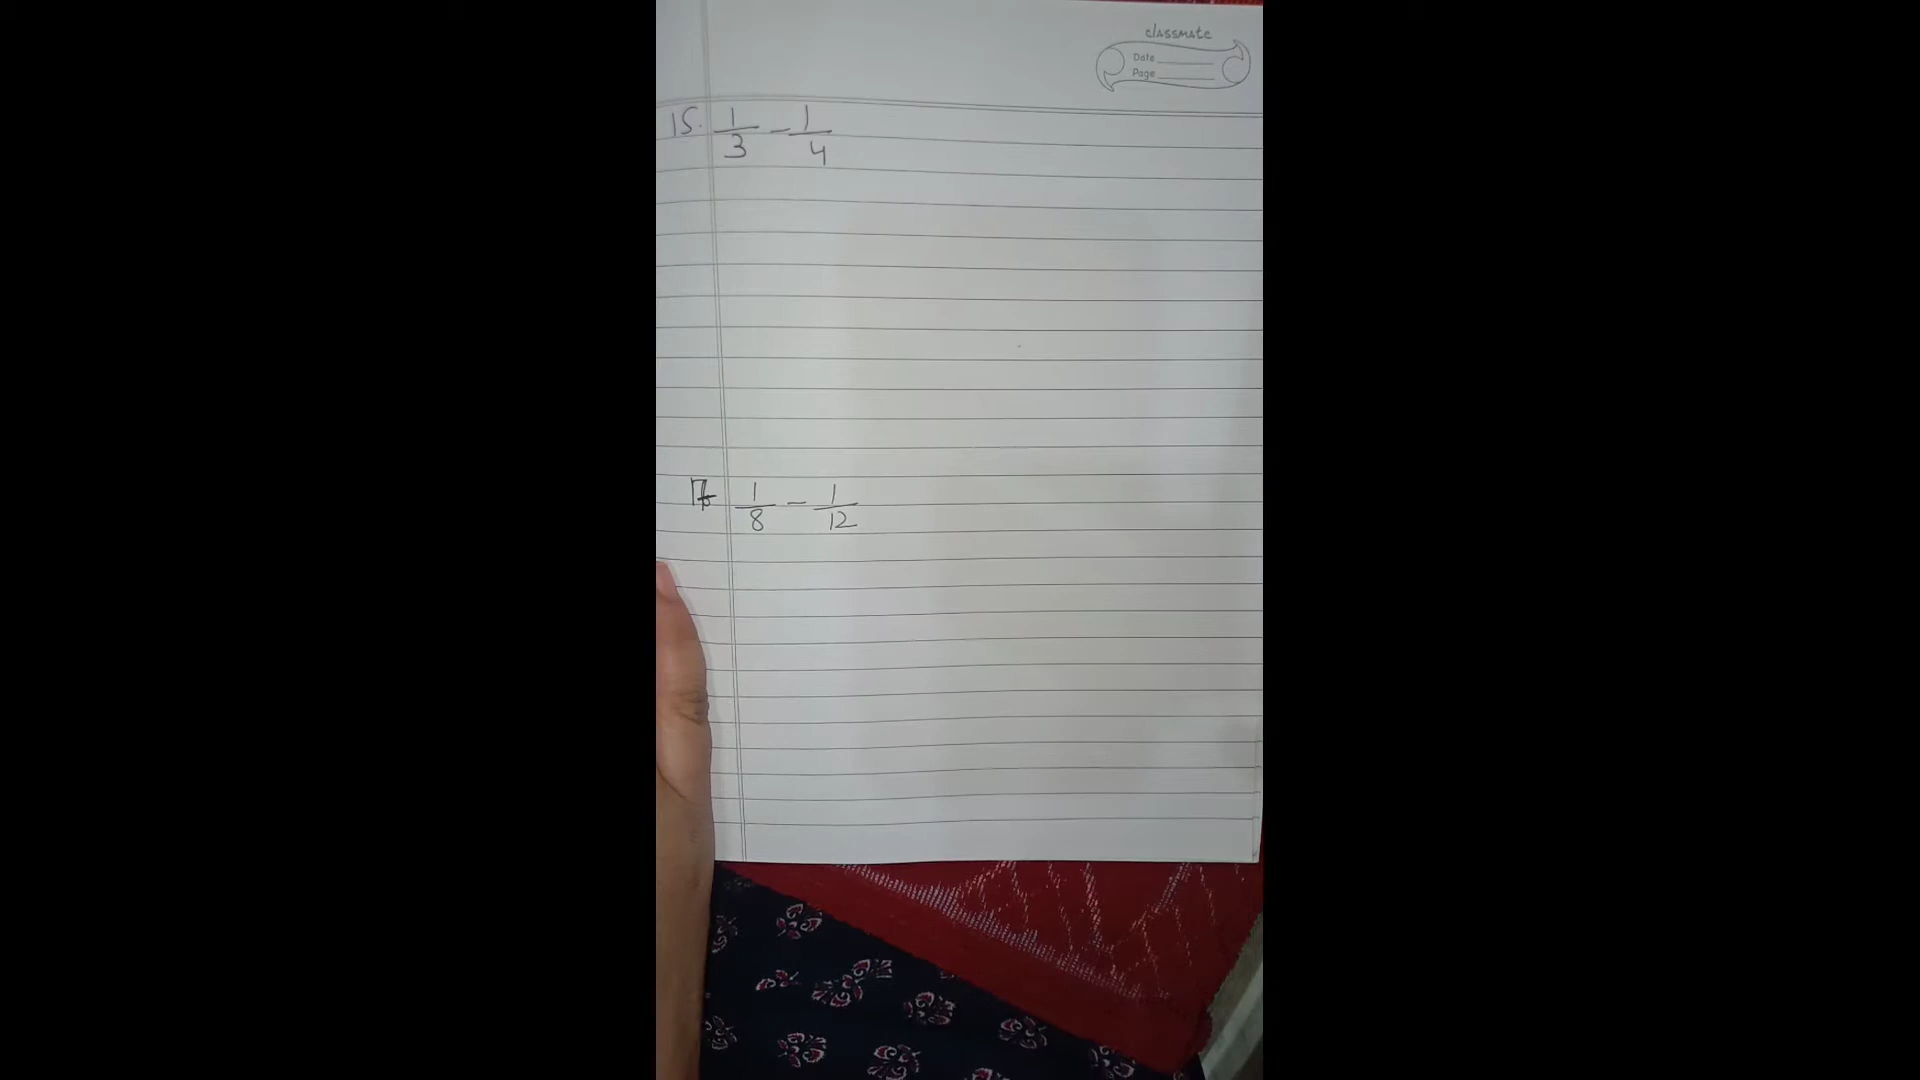 classmate
Date
Page
15. 1/3 - 1/4
1/8 - 1/12